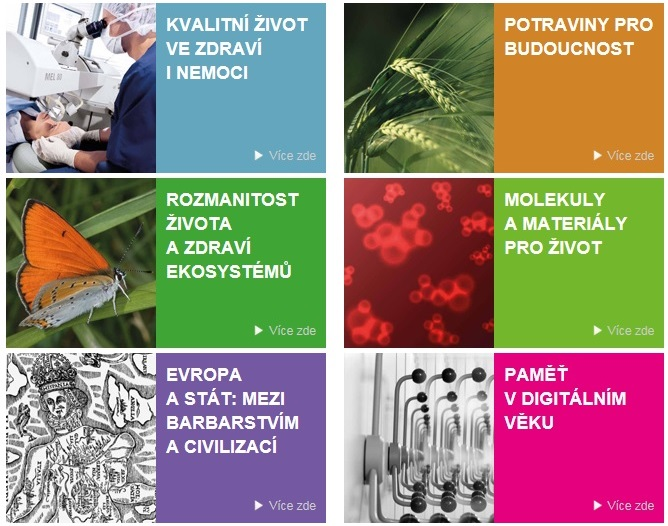 KVALITNÍ ŽIVOT
VE ZDRAVÍ
I NEMOCI
Více zde
POTRAVINY PRO
BUDOUCNOST
Více zde
ROZMANITOST
ŽIVOTA
A ZDRAVÍ
EKOSYSTÉMŮ
Více zde
MOLEKULY
A MATERIÁLY
PRO ŽIVOT
Více zde
EVROPA
A STÁT: MEZI
BARBARSTVÍM
A CIVILIZACÍ
Více zde
PAMĚŤ
V DIGITÁLNÍM
VĚKU
Více zde